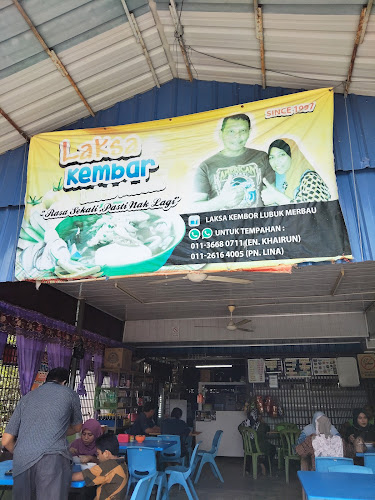 SINCE 1997
Laksa
Kembar
"Rasa Sekali Pasti Nak Lagi"
LAKSA KEMBOR LUBUK MERBAU
UNTUK TEMPAHAN :
011-3668 0711 (EN. KHAIRUN)
011-2616 4005 (PN. LINA)